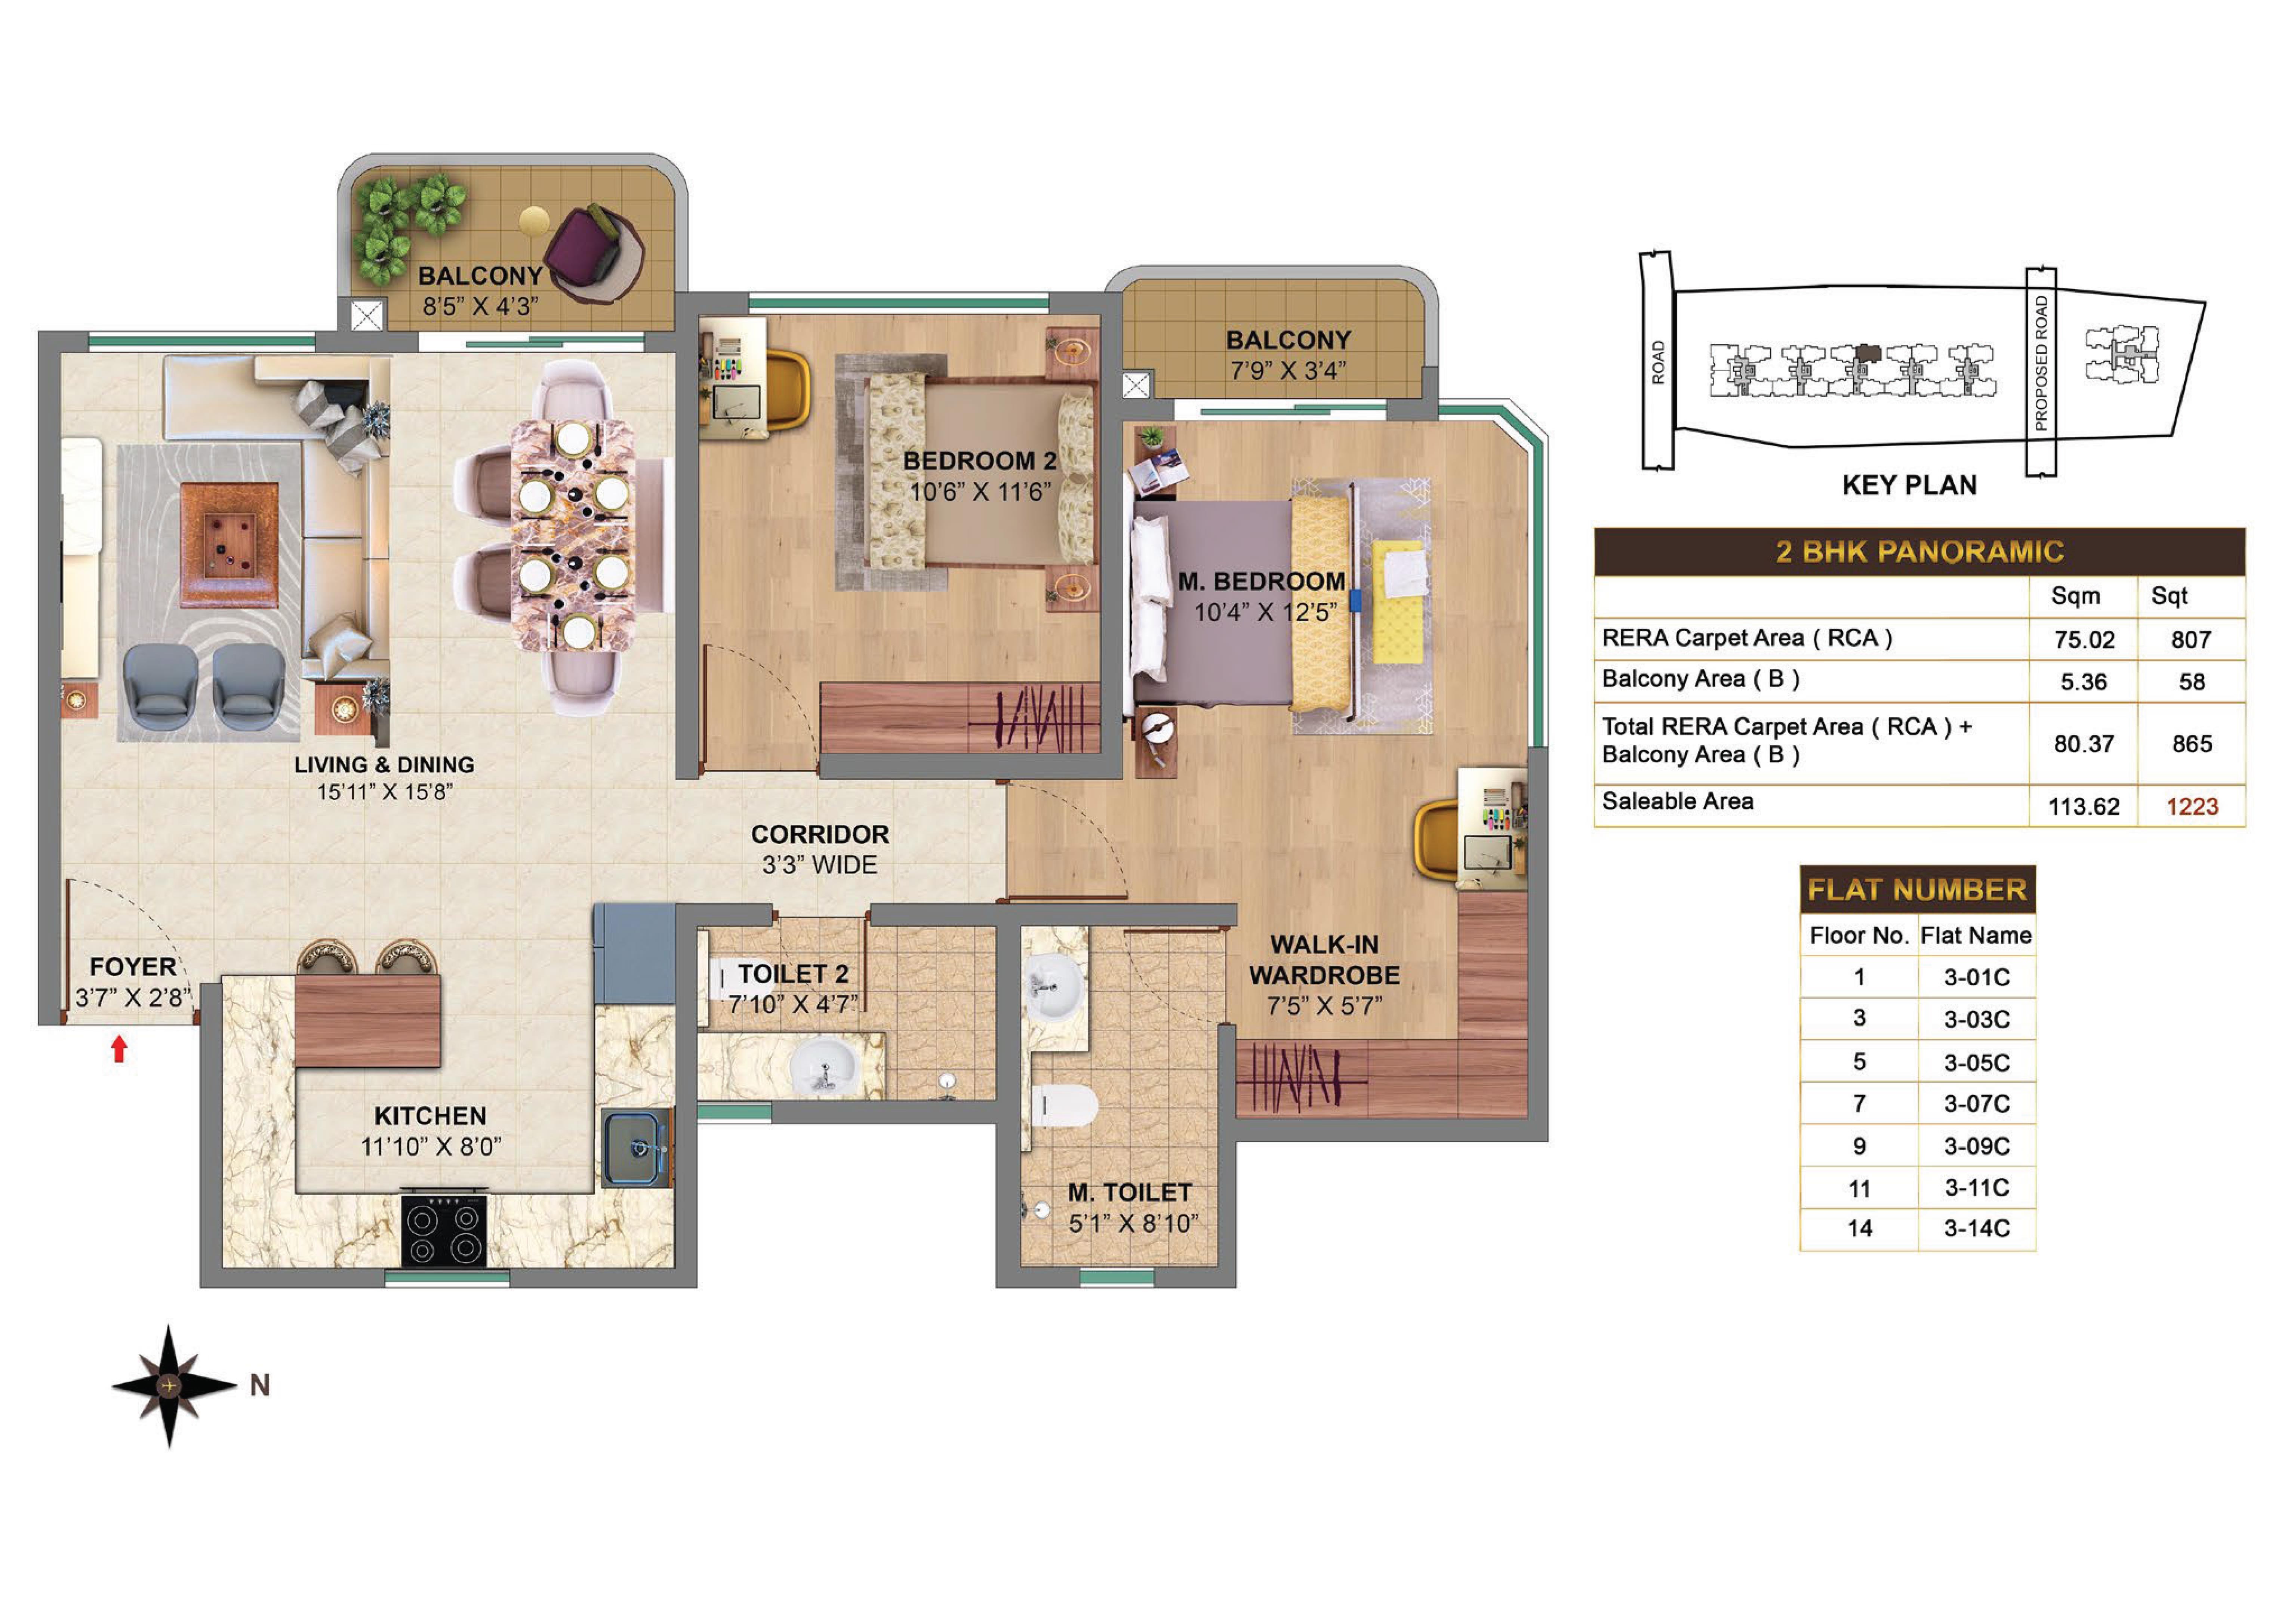 BALCONY
8'5” X 4'3”
BEDROOM 2
10'6” X 11'6”
BALCONY
7'9” X 3'4”
M. BEDROOM
10'4” X 12'5”
LIVING & DINING
15'11” X 15'8”
CORRIDOR
3'3” WIDE
FOYER
3'7” X 2'8”
TOILET 2
7'10” X 4'7”
WALK-IN
WARDROBE
7'5” X 5'7”
KITCHEN
11'10” X 8'0”
M. TOILET
5'1” X 8'10”
N
ROAD
PROPOSED ROAD
KEY PLAN
2 BHK PANORAMIC
Sqm Sqt
RERA Carpet Area ( RCA ) 75.02 807
Balcony Area ( B ) 5.36 58
Total RERA Carpet Area ( RCA ) +
Balcony Area ( B ) 80.37 865
Saleable Area 113.62 1223
FLAT NUMBER
Floor No. Flat Name
1 3-01C
3 3-03C
5 3-05C
7 3-07C
9 3-09C
11 3-11C
14 3-14C